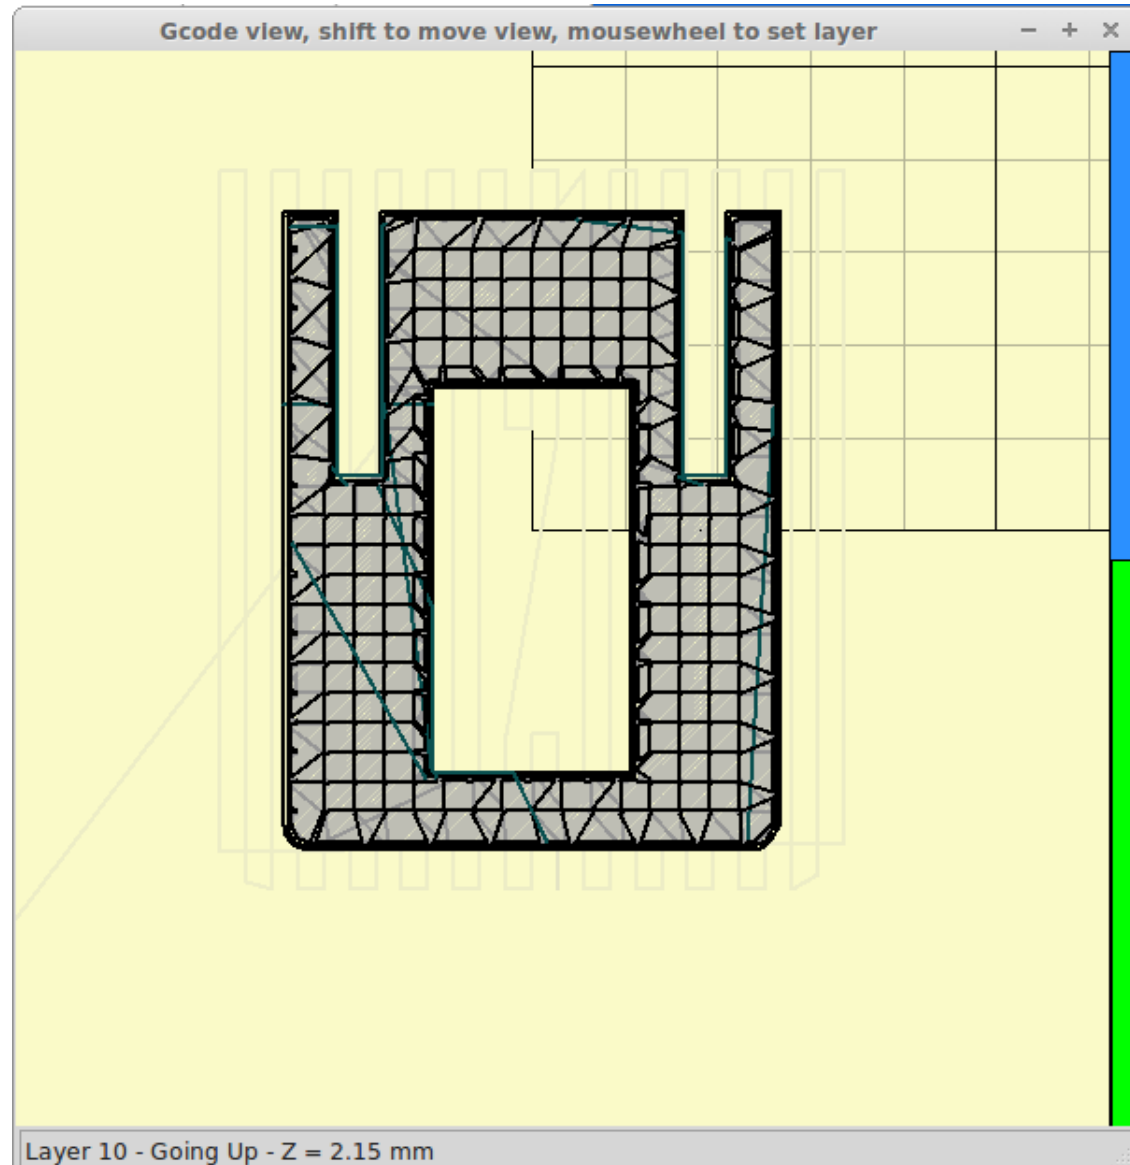 Gcode view, shift to move view, mousewheel to set layer
Layer 10 - Going Up - Z = 2.15 mm